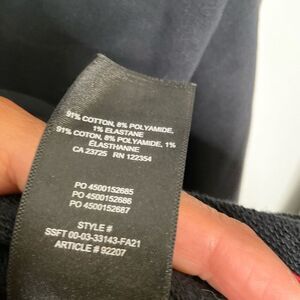 91% COTTON, 8% POLYAMIDE,
1% ELASTANE
91% COTTON, 8% POLYAMIDE, 1%
ÉLASTHANNE
CA 23725 RN 122354
PO 4500152685
PO 4500152686
PO 4500152687
STYLE #
SSFT 00-03-33143-FA21
ARTICLE # 92207